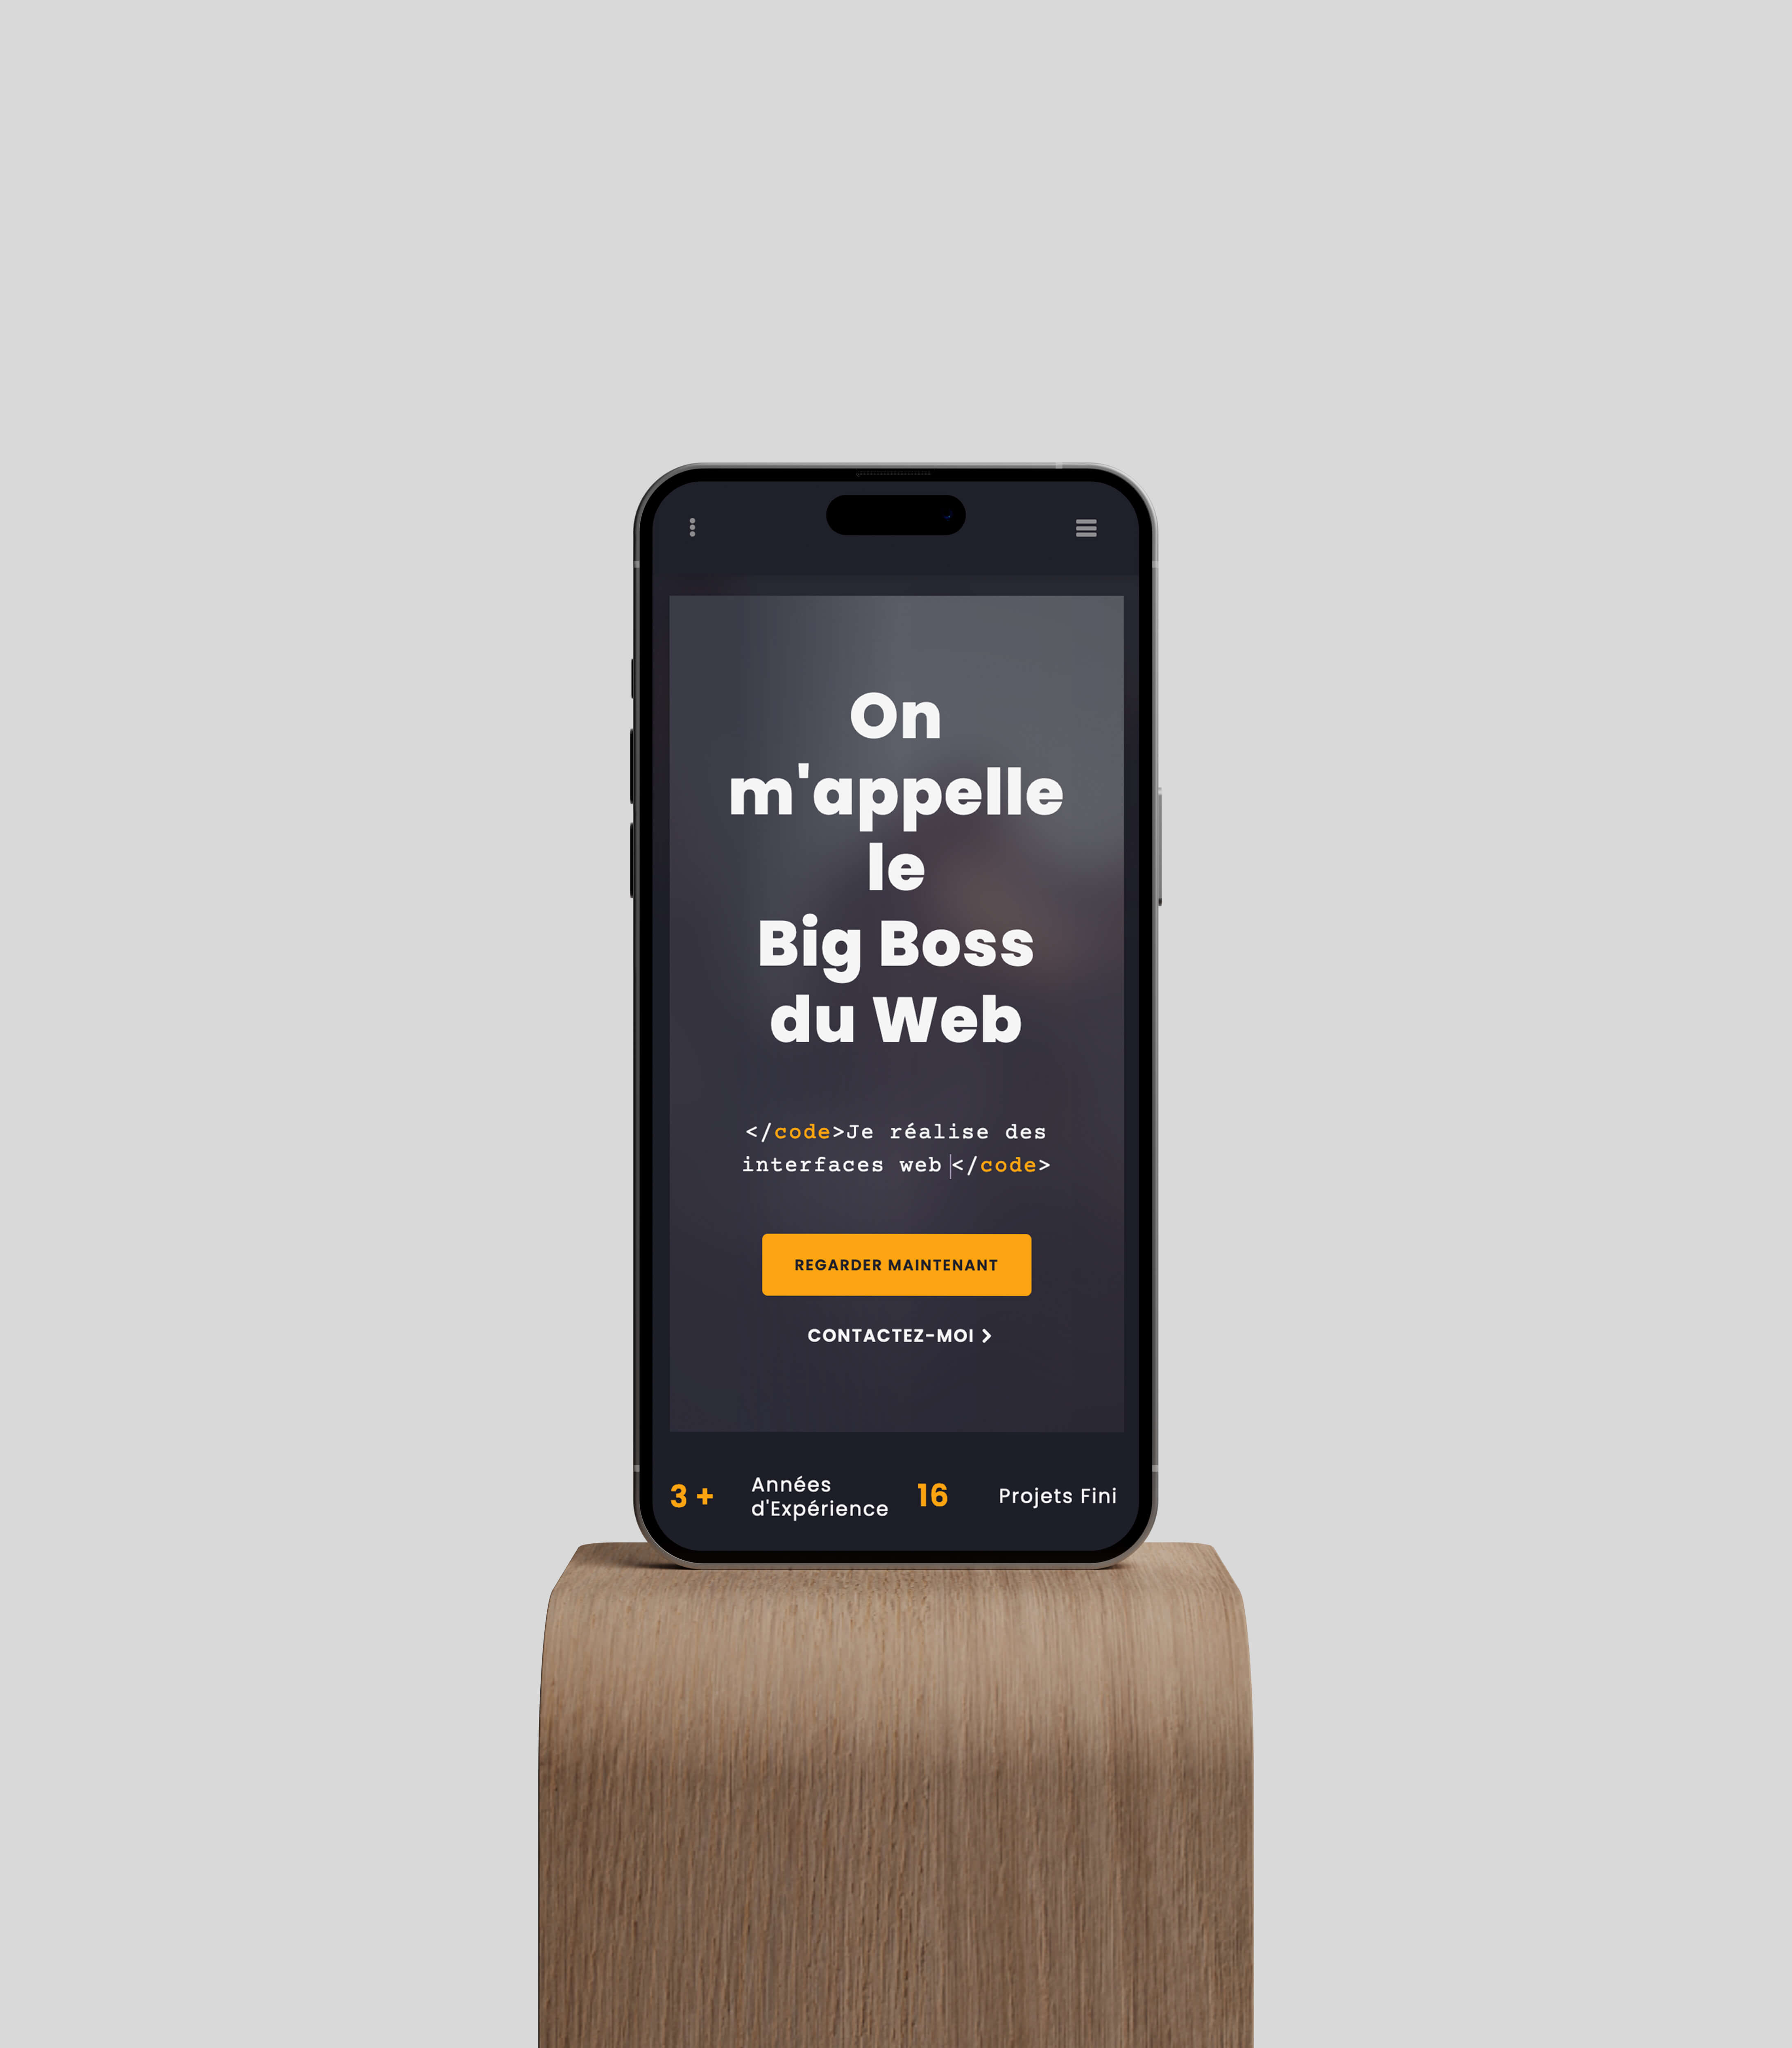 On
m'appelle
le
Big Boss
du Web
</code>Je réalise des
interfaces web</code>
REGARDER MAINTENANT
CONTACTEZ-MOI
3 +
Années
d'Expérience
16
Projets Fini